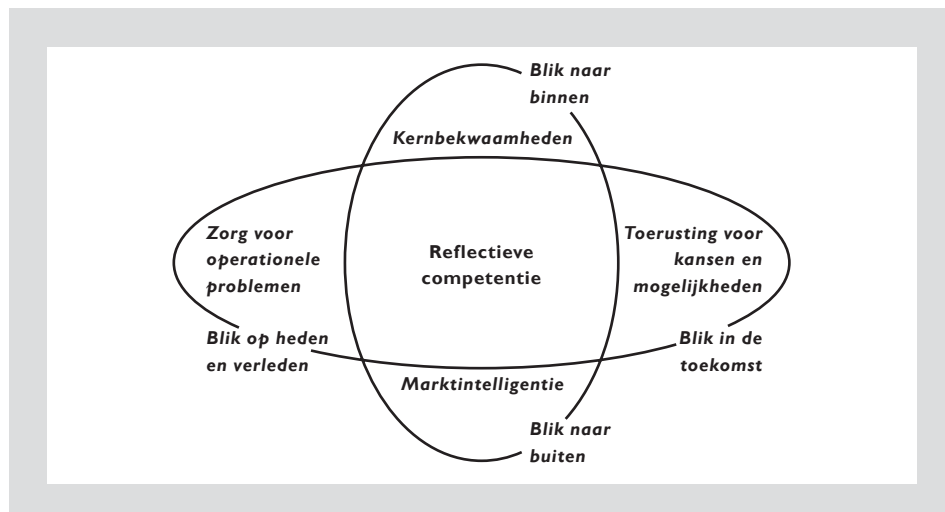 Blik naar
binnen
Kernbekwaamheden
Zorg voor
operationele
problemen
Reflectieve
competentie
Toerusting voor
kansen en
mogelijkheden
Blik op heden
en verleden
Blik in de
toekomst
Marktintelligentie
Blik naar
buiten